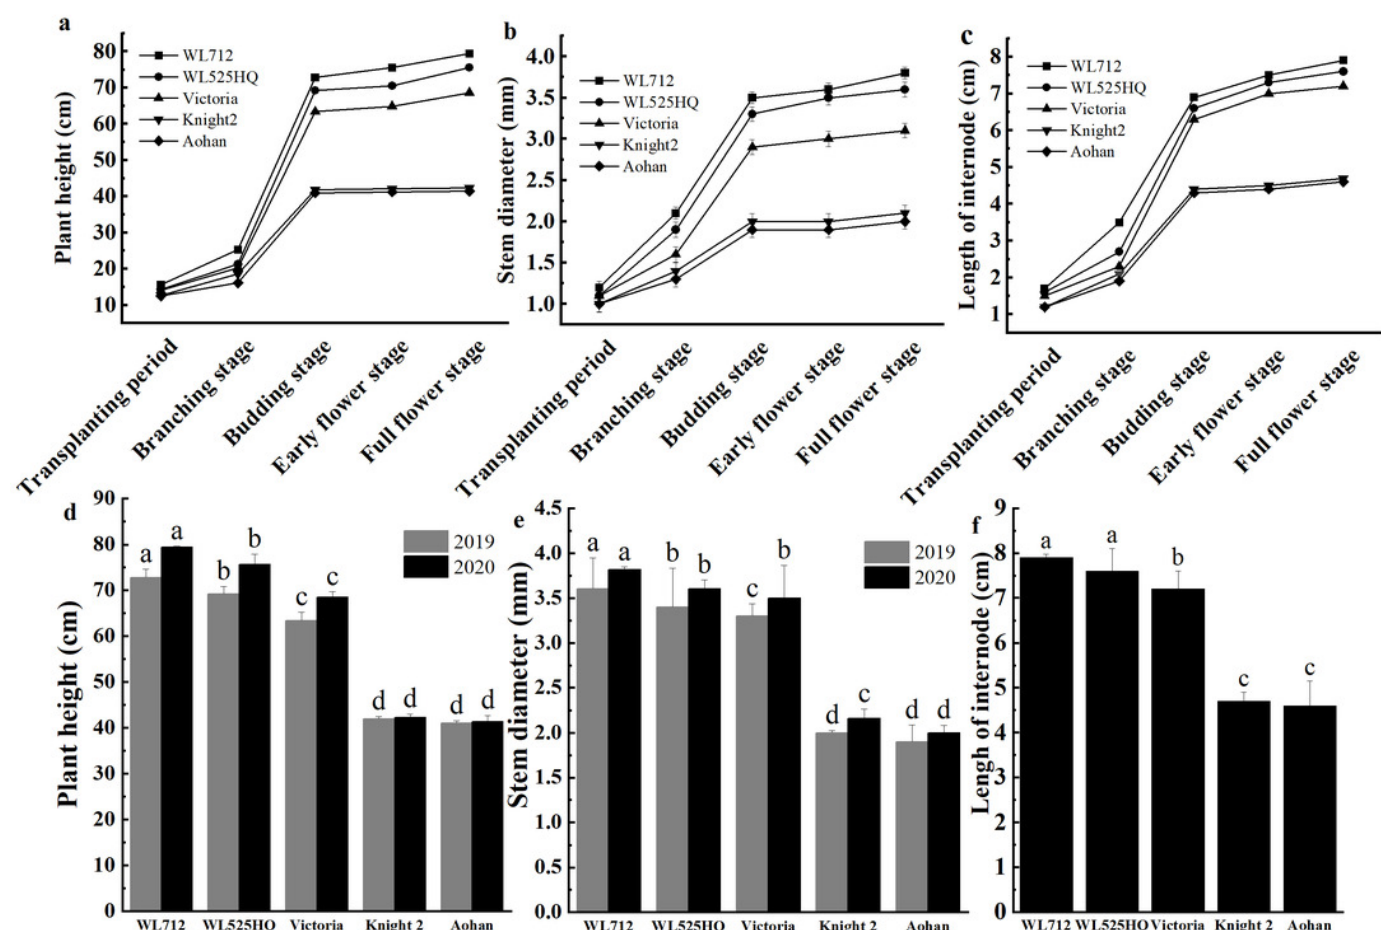 a
Plant height (cm)
80
70
60
50
40
30
20
10
WL712
WL525HQ
Victoria
Knight2
Aohan
Transplanting period
Branching stage
Budding stage
Early flower stage
Full flower stage
b
Stem diameter (mm)
4.0
3.5
3.0
2.5
2.0
1.5
1.0
WL712
WL525HQ
Victoria
Knight2
Aohan
Transplanting period
Branching stage
Budding stage
Early flower stage
Full flower stage
c
Length of internode (cm)
8
7
6
5
4
3
2
1
WL712
WL525HQ
Victoria
Knight2
Aohan
Transplanting period
Branching stage
Budding stage
Early flower stage
Full flower stage
d
Plant height (cm)
90
80
70
60
50
40
30
20
10
0
2019
2020
a a b b c c d d d d
WL712 WL525HQ Victoria Knight 2 Aohan
e
Stem diameter (mm)
4.5
4.0
3.5
3.0
2.5
2.0
1.5
1.0
0.5
0.0
2019
2020
a a b b c b d c d d
WL712 WL525HQ Victoria Knight 2 Aohan
f
Lengh of internode (cm)
9
8
7
6
5
4
3
2
1
0
a a b c c
WL712 WL525HQ Victoria Knight 2 Aohan